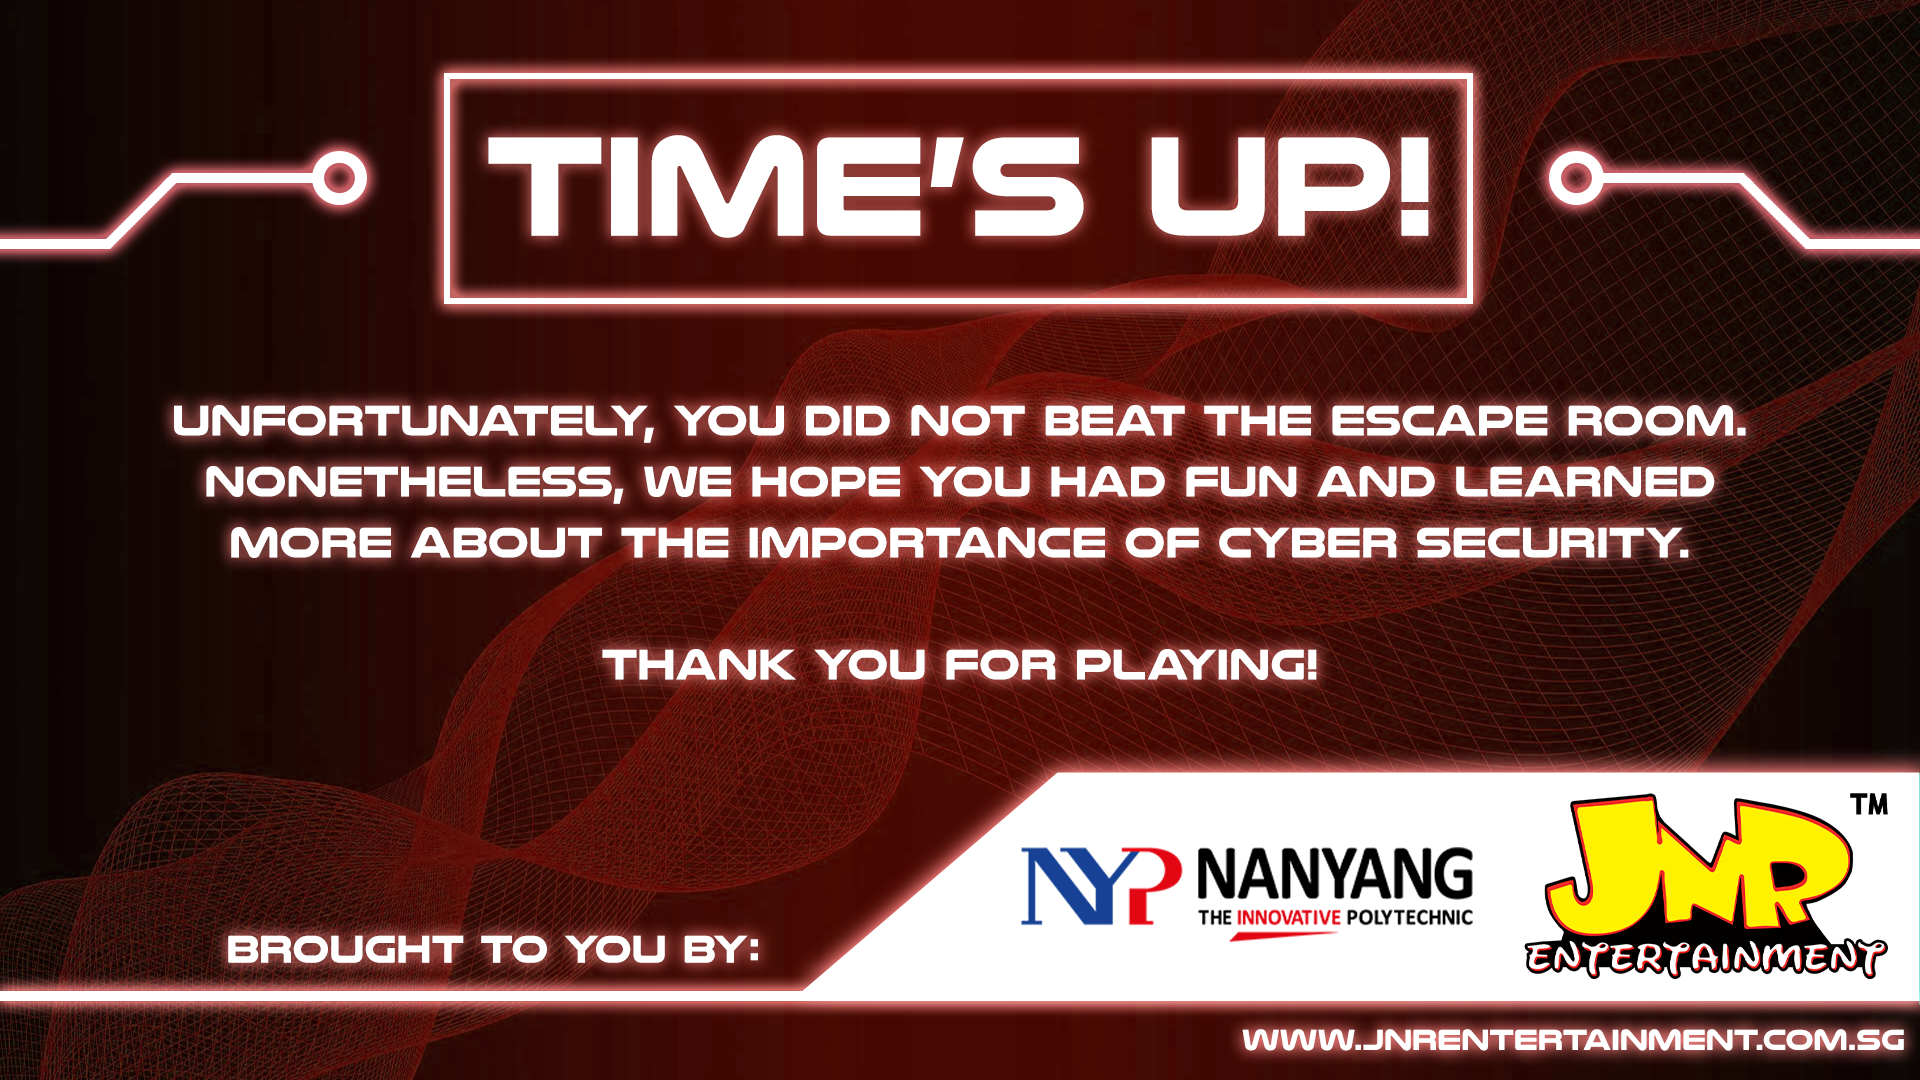 TIME'S UP!
UNFORTUNATELY, YOU DID NOT BEAT THE ESCAPE ROOM.
NONETHELESS, WE HOPE YOU HAD FUN AND LEARNED
MORE ABOUT THE IMPORTANCE OF CYBER SECURITY.
THANK YOU FOR PLAYING!
BROUGHT TO YOU BY:
NYP NANYANG
THE INNOVATIVE POLYTECHNIC
JNR TM
ENTERTAINMENT
WWW.JNRENTERTAINMENT.COM.SG